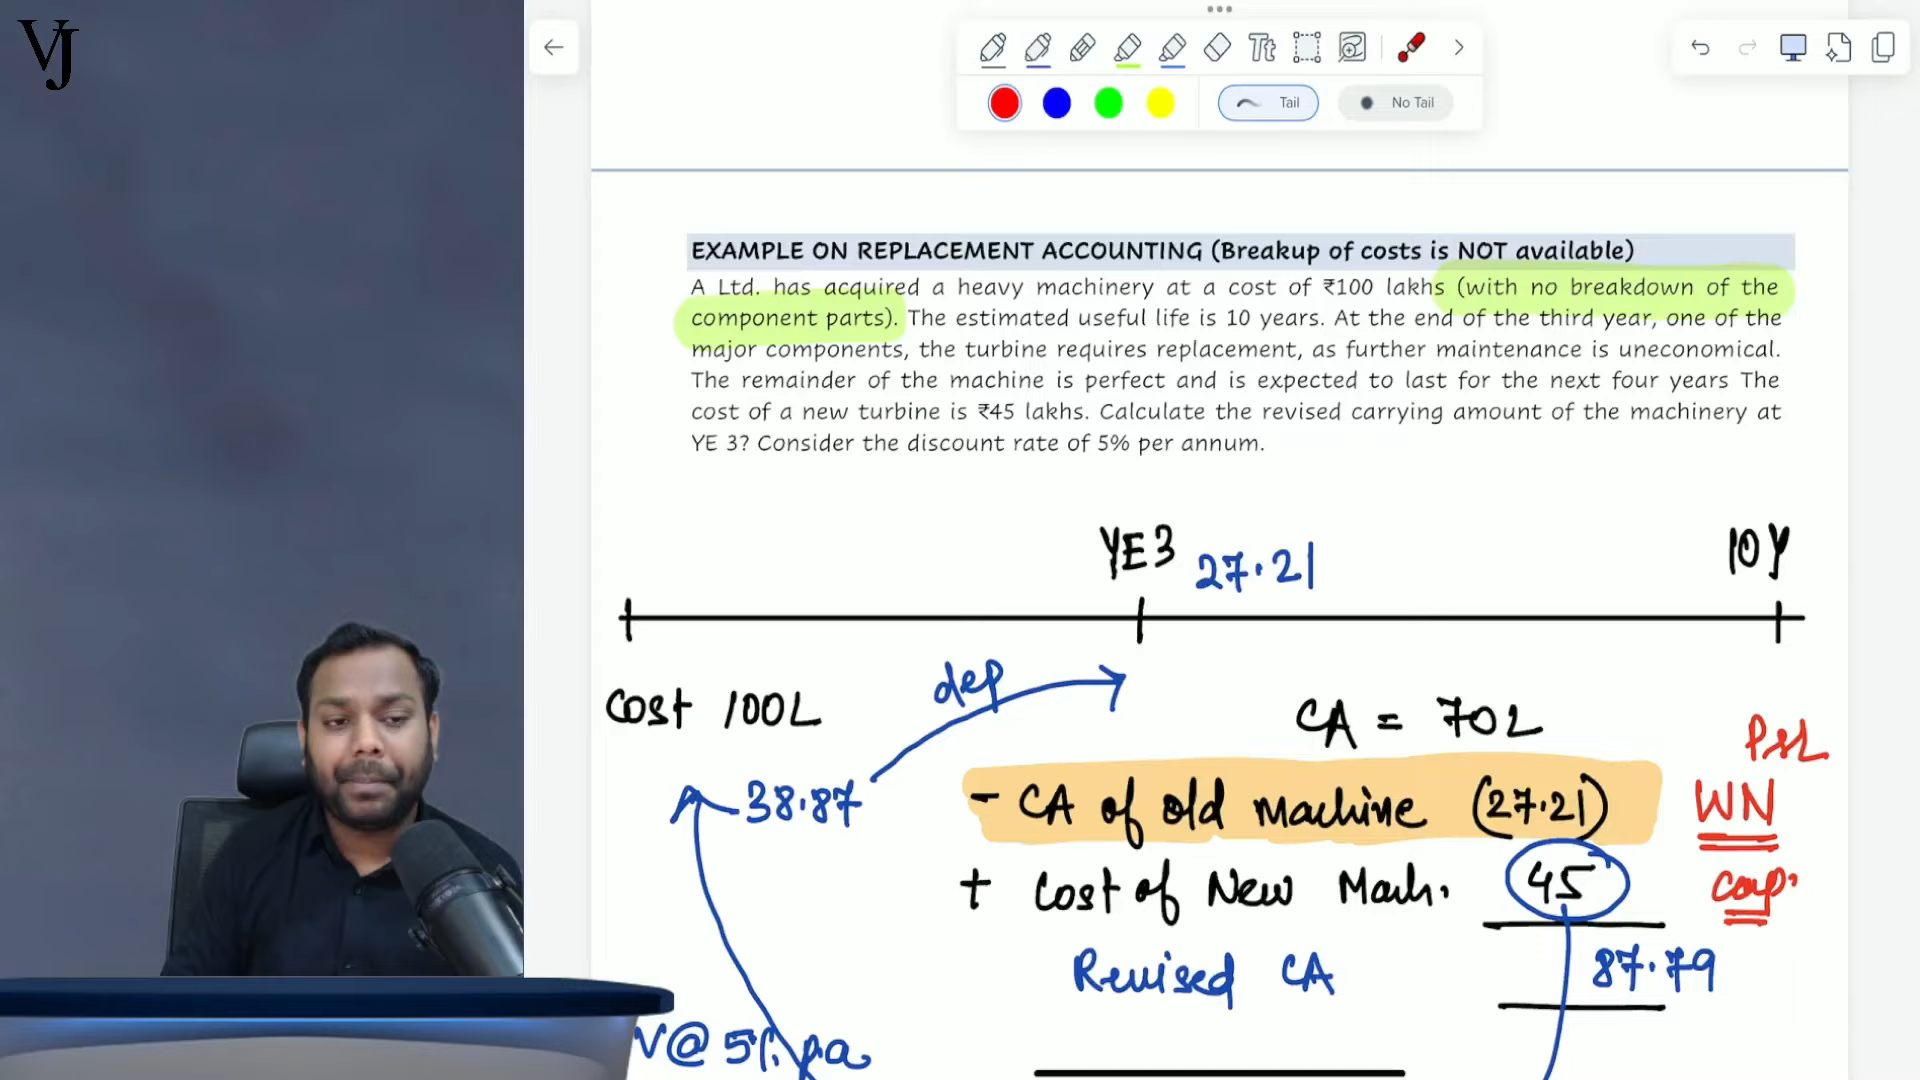 VJ
Tt
Tail
No Tail
EXAMPLE ON REPLACEMENT ACCOUNTING (Breakup of costs is NOT available)
A Ltd. has acquired a heavy machinery at a cost of ₹100 lakhs (with no breakdown of the
component parts). The estimated useful life is 10 years. At the end of the third year, one of the
major components, the turbine requires replacement, as further maintenance is uneconomical.
The remainder of the machine is perfect and is expected to last for the next four years The
cost of a new turbine is ₹45 lakhs. Calculate the revised carrying amount of the machinery at
YE 3? Consider the discount rate of 5% per annum.
YE3 27.21 10Y
dep
Cost 100L CA = 70L
P&L
38.87 - CA of old Machine (27.21) WN
+ Cost of New Mach. 45 Cap.
Revised CA 87.79
V@ 5% p.a